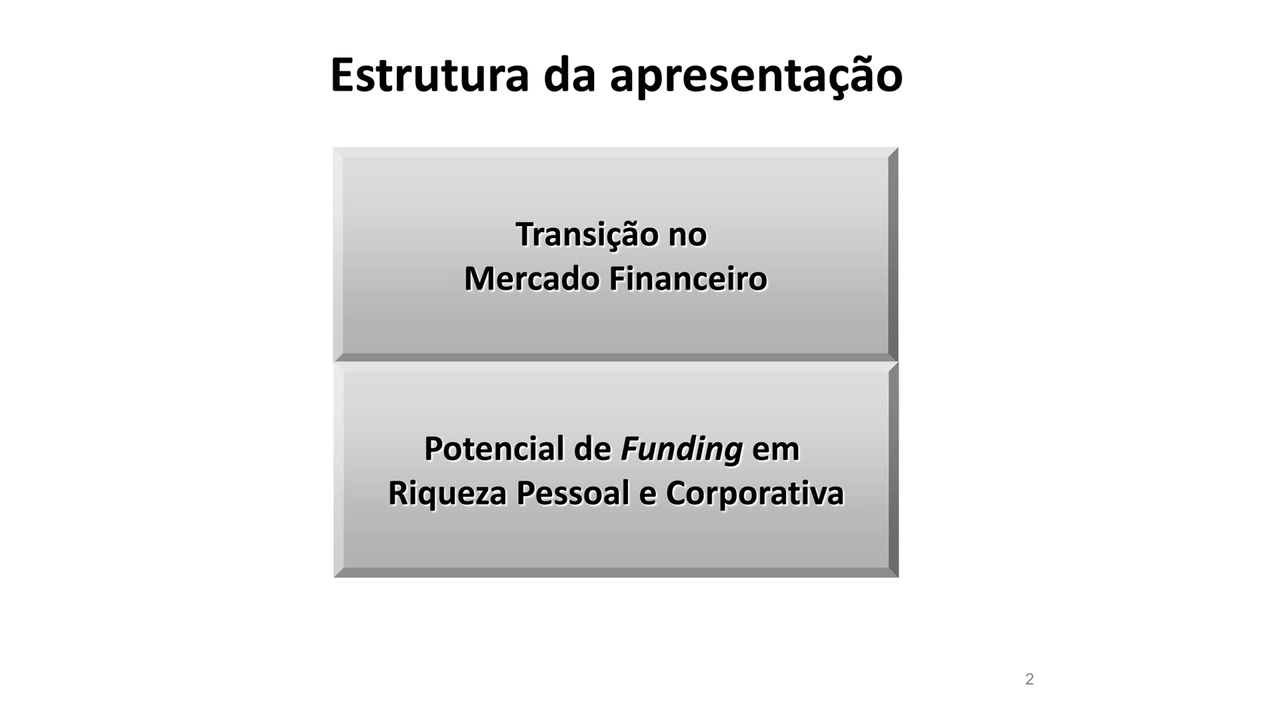 Estrutura da apresentação
Transição no
Mercado Financeiro
Potencial de Funding em
Riqueza Pessoal e Corporativa
2